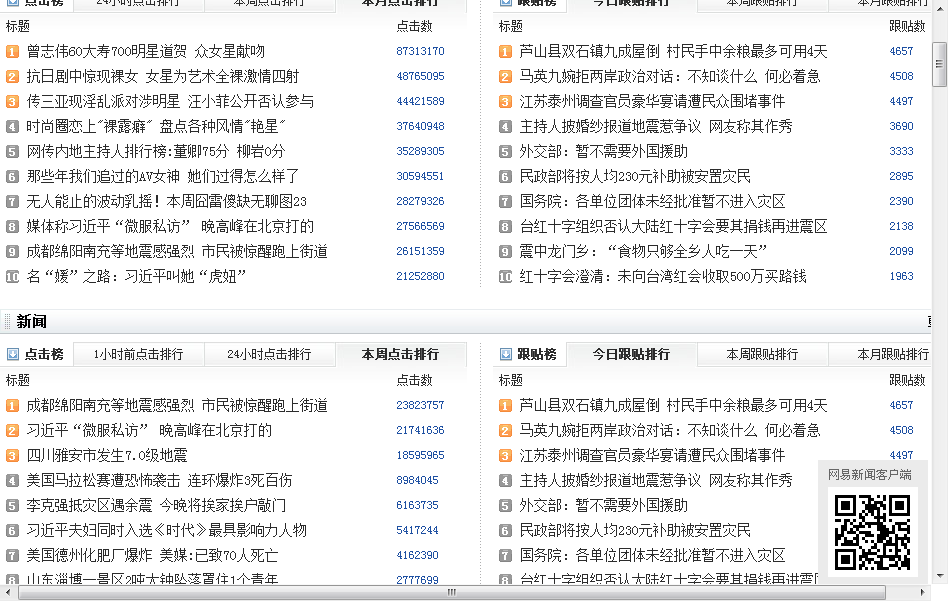 点击榜 24小时点击排行 本周点击排行 本月点击排行
标题 点击数
1 曾志伟60大寿700明星道贺 众女星献吻 87313170
2 抗日剧中惊现裸女 女星为艺术全裸激情四射 48765095
3 传三亚现淫乱派对涉明星 汪小菲公开否认参与 44421589
4 时尚圈恋上"裸露癖" 盘点各种风情"艳星" 37640948
5 网传内地主持人排行榜:董卿75分 柳岩0分 35289305
6 那些年我们追过的AV女神 她们过得怎么样了 30594551
7 无人能止的波动乳摇！本周囧雷傻缺无聊图23 28279326
8 媒体称习近平“微服私访” 晚高峰在北京打的 27566569
9 成都绵阳南充等地震感强烈 市民被惊醒跑上街道 26151359
10 名“媛”之路：习近平叫她“虎妞” 21252880
跟贴榜 今日跟贴排行 本周跟贴排行 本月跟贴排行
标题 跟贴数
1 芦山县双石镇九成屋倒 村民手中余粮最多可用4天 4657
2 马英九婉拒两岸政治对话：不知谈什么 何必着急 4508
3 江苏泰州调查官员豪华宴请遭民众围堵事件 4497
4 主持人披婚纱报道地震惹争议 网友称其作秀 3690
5 外交部：暂不需要外国援助 3333
6 民政部将按人均230元补助被安置灾民 2895
7 国务院：各单位团体未经批准暂不进入灾区 2390
8 台红十字组织否认大陆红十字会要其捐钱再进震区 2138
9 震中龙门乡：“食物只够全乡人吃一天” 2099
10 红十字会澄清：未向台湾红会收取500万买路钱 1963
新闻
点击榜 1小时前点击排行 24小时点击排行 本周点击排行
标题 点击数
1 成都绵阳南充等地震感强烈 市民被惊醒跑上街道 23823757
2 习近平“微服私访” 晚高峰在北京打的 21741636
3 四川雅安市发生7.0级地震 18595965
4 美国马拉松赛遭恐怖袭击 连环爆炸3死百伤 8984045
5 李克强抵灾区遇余震 今晚将挨家挨户敲门 6163735
6 习近平夫妇同时入选《时代》最具影响力人物 5417244
7 美国德州化肥厂爆炸 美媒:已致70人死亡 4162390
8 山东淄博一景区2吨大钟坠落罩住1个青年 2777699
跟贴榜 今日跟贴排行 本周跟贴排行 本月跟贴排行
标题 跟贴数
1 芦山县双石镇九成屋倒 村民手中余粮最多可用4天 4657
2 马英九婉拒两岸政治对话：不知谈什么 何必着急 4508
3 江苏泰州调查官员豪华宴请遭民众围堵事件 4497
4 主持人披婚纱报道地震惹争议 网友称其作秀
5 外交部：暂不需要外国援助
6 民政部将按人均230元补助被安置灾民
7 国务院：各单位团体未经批准暂不进入灾区
8 台红十字组织否认大陆红十字会要其捐钱再进震
网易新闻客户端